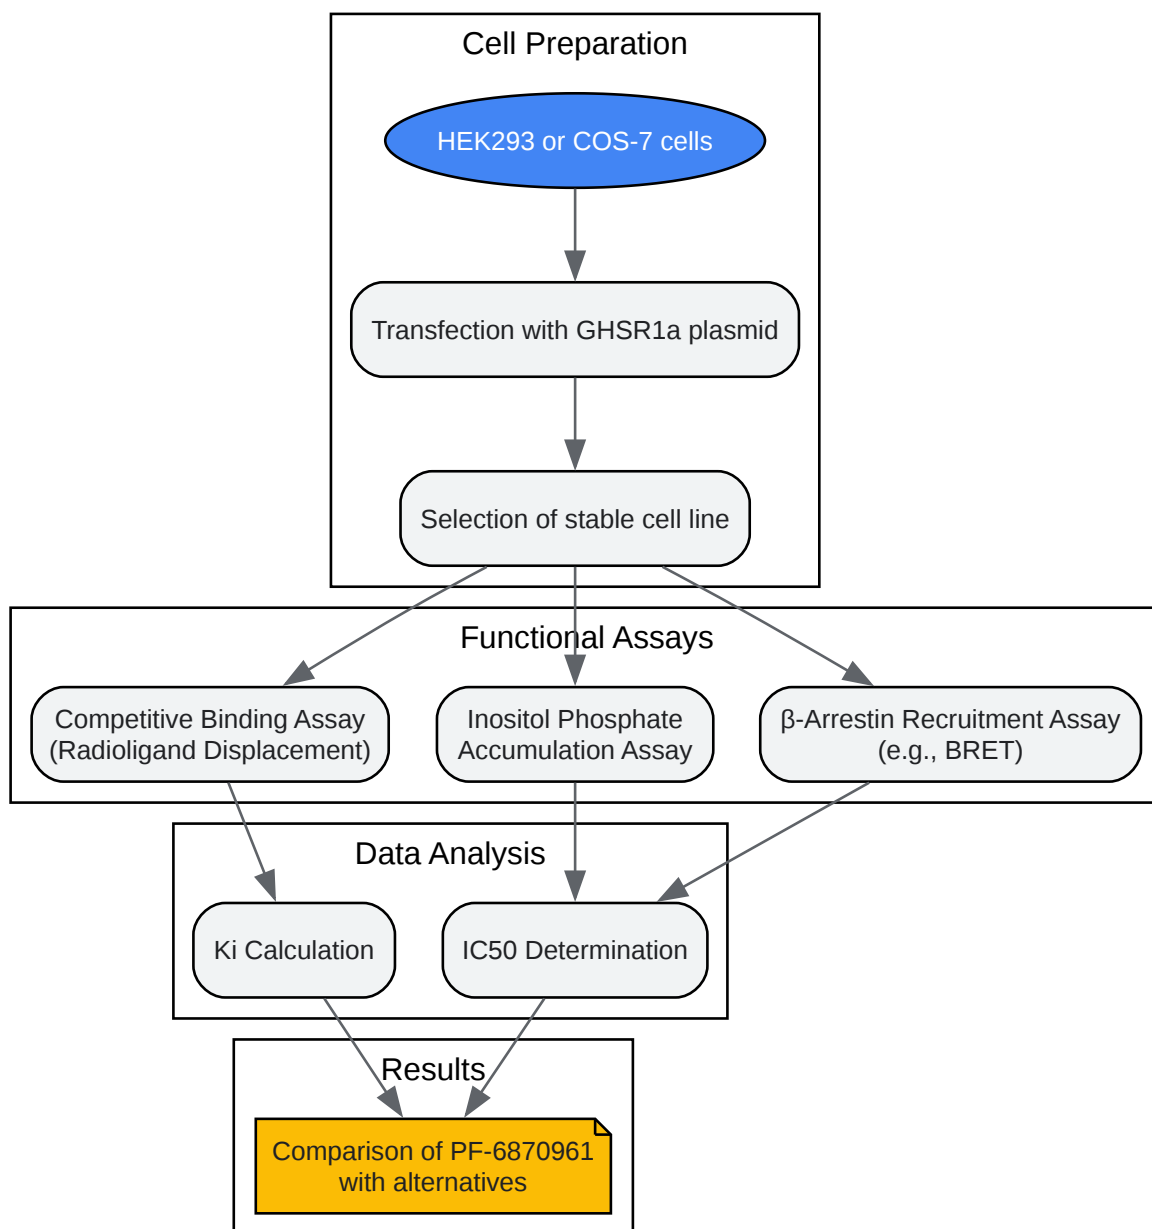 Cell Preparation
HEK293 or COS-7 cells
Transfection with GHSR1a plasmid
Selection of stable cell line
Functional Assays
Competitive Binding Assay
(Radioligand Displacement)
Inositol Phosphate
Accumulation Assay
β-Arrestin Recruitment Assay
(e.g., BRET)
Data Analysis
Ki Calculation
IC50 Determination
Results
Comparison of PF-6870961
with alternatives